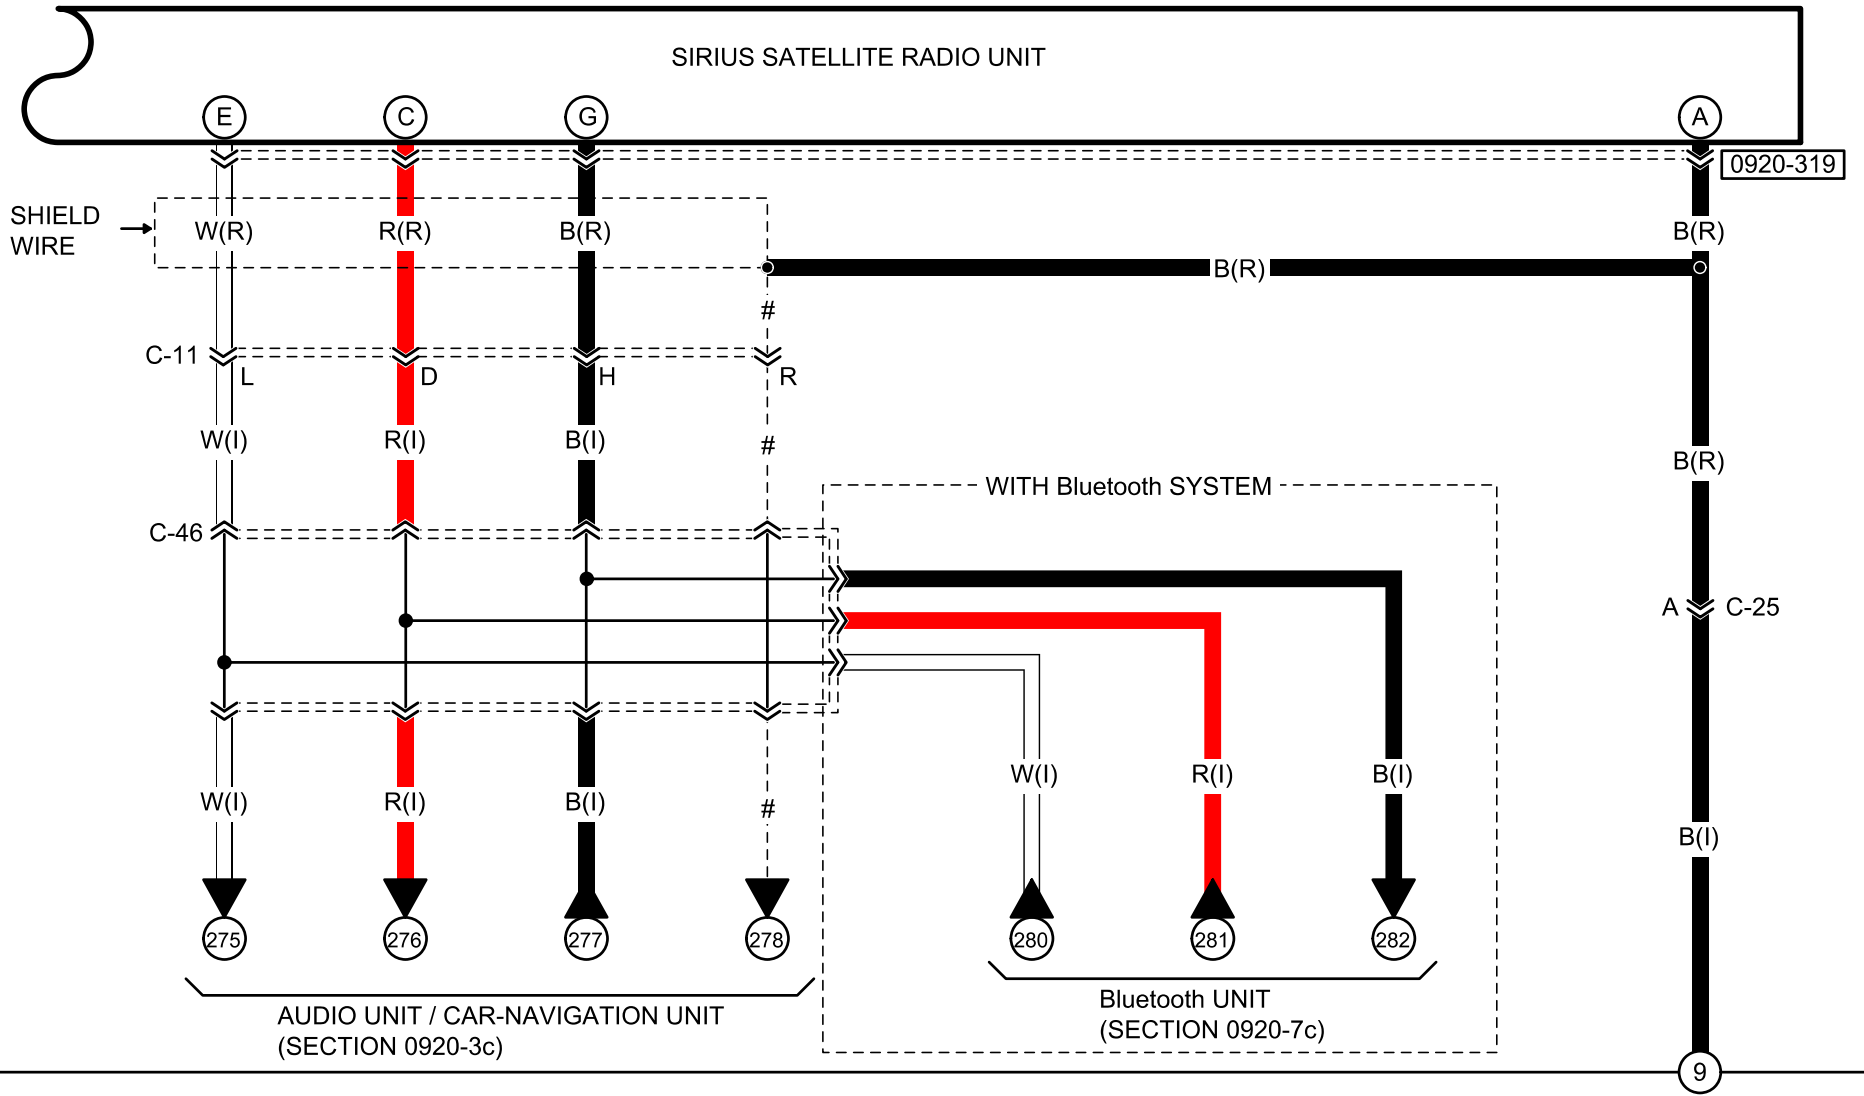 SIRIUS SATELLITE RADIO UNIT
E C G A
0920-319
SHIELD
WIRE
W(R) R(R) B(R) B(R)
B(R)
#
C-11
L D H R
W(I) R(I) B(I) #
B(R)
WITH Bluetooth SYSTEM
C-46
A C-25
W(I) R(I) B(I)
W(I) R(I) B(I) #
B(I)
275 276 277 278 280 281 282
AUDIO UNIT / CAR-NAVIGATION UNIT
(SECTION 0920-3c)
Bluetooth UNIT
(SECTION 0920-7c)
9